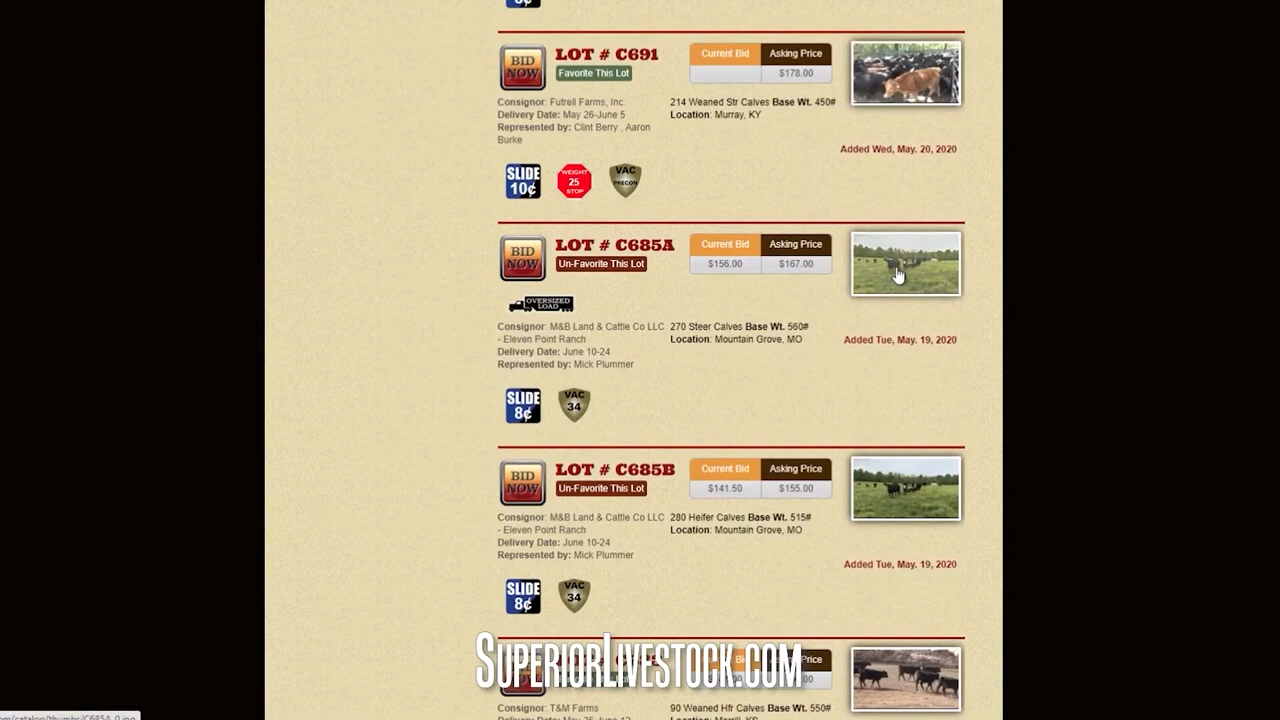 6¢
BID NOW
LOT # C691
Favorite This Lot
Current Bid Asking Price
$178.00
Consignor: Futrell Farms, Inc.
Delivery Date: May 26-June 5
Represented by: Clint Berry , Aaron
Burke
214 Weaned Str Calves Base Wt. 450#
Location: Murray, KY
Added Wed, May. 20, 2020
SLIDE 10¢
WEIGHT 25 STOP
VAC PRECON
BID NOW
LOT # C685A
Un-Favorite This Lot
Current Bid Asking Price
$156.00 $167.00
OVERSIZED LOAD
Consignor: M&B Land & Cattle Co LLC
- Eleven Point Ranch
Delivery Date: June 10-24
Represented by: Mick Plummer
270 Steer Calves Base Wt. 560#
Location: Mountain Grove, MO
Added Tue, May. 19, 2020
SLIDE 8¢
VAC 34
BID NOW
LOT # C685B
Un-Favorite This Lot
Current Bid Asking Price
$141.50 $155.00
Consignor: M&B Land & Cattle Co LLC
- Eleven Point Ranch
Delivery Date: June 10-24
Represented by: Mick Plummer
280 Heifer Calves Base Wt. 515#
Location: Mountain Grove, MO
Added Tue, May. 19, 2020
SLIDE 8¢
VAC 34
SUPERIORLIVESTOCK.COM
Consignor: T&M Farms
90 Weaned Hfr Calves Base Wt. 550#